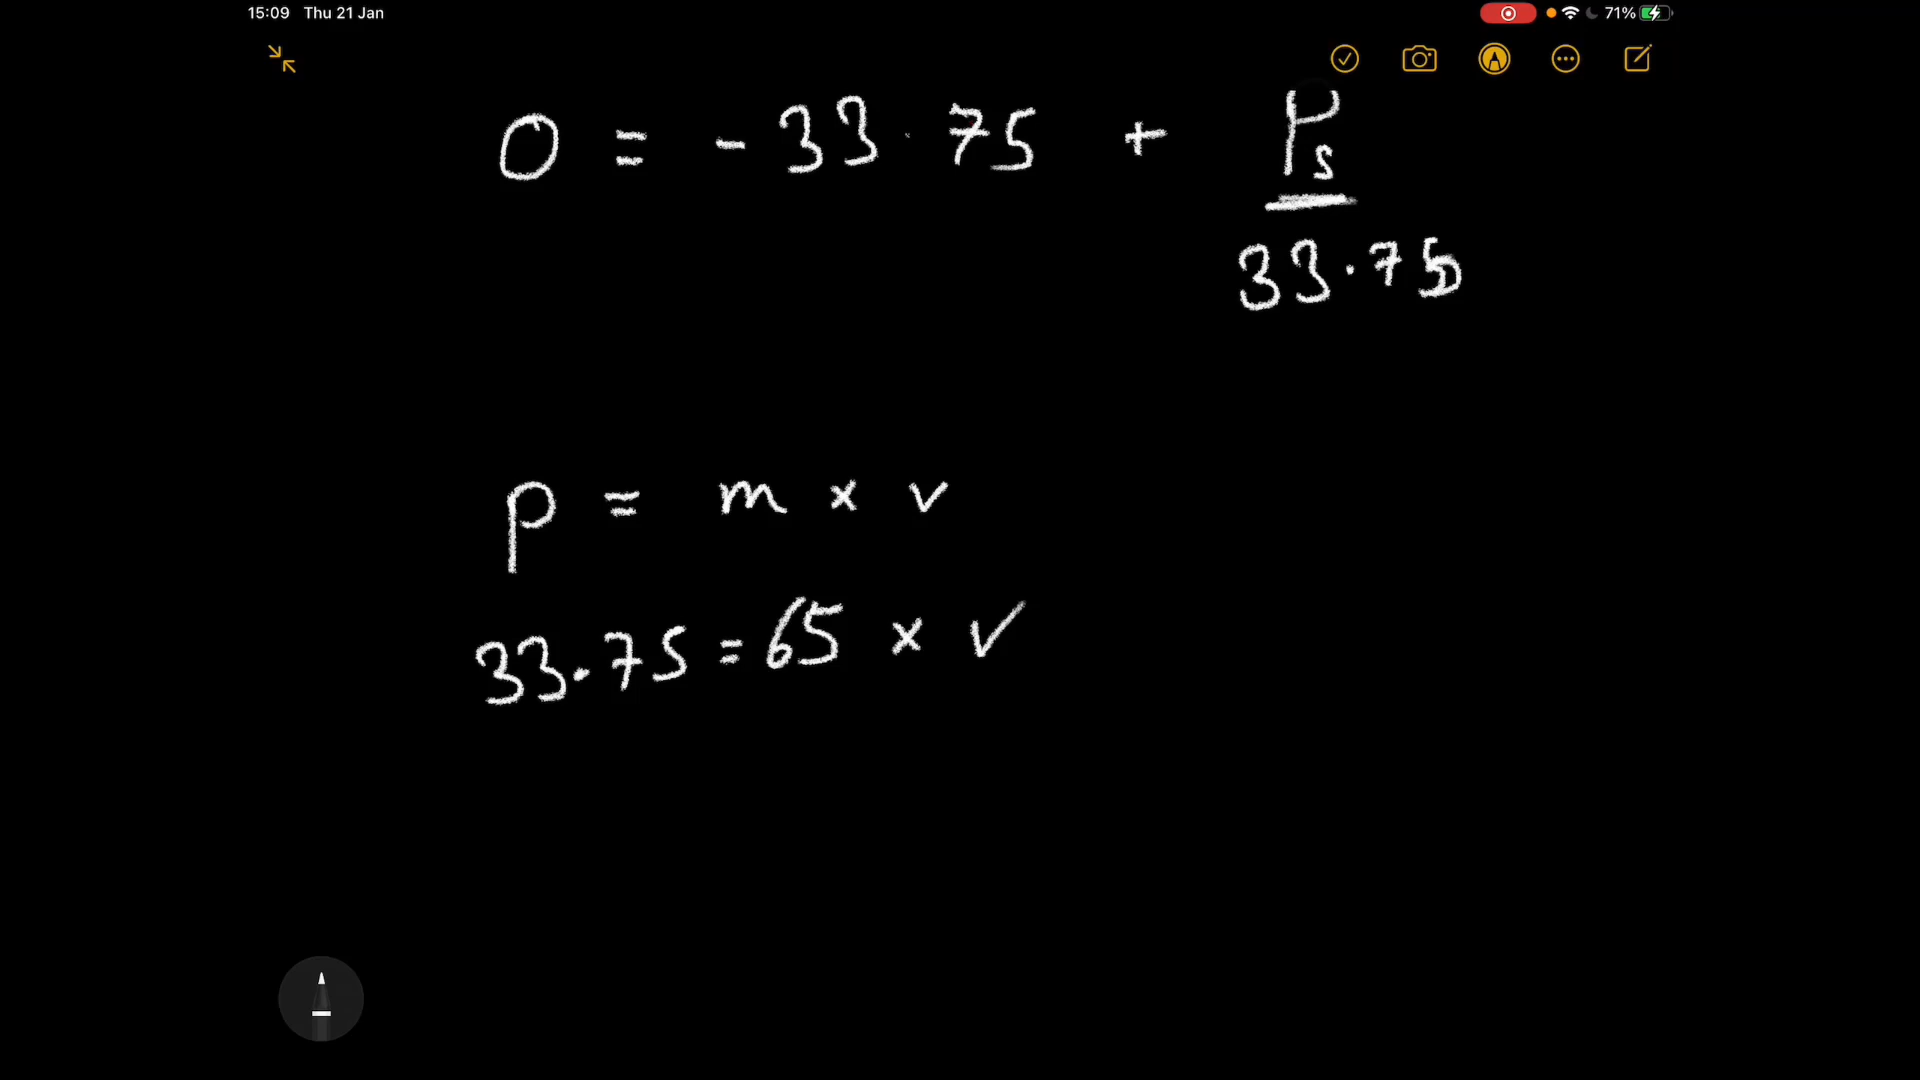 15:09 Thu 21 Jan 71%
0 = - 33.75 + Ps
33.75
p = m x v
33.75 = 65 x v